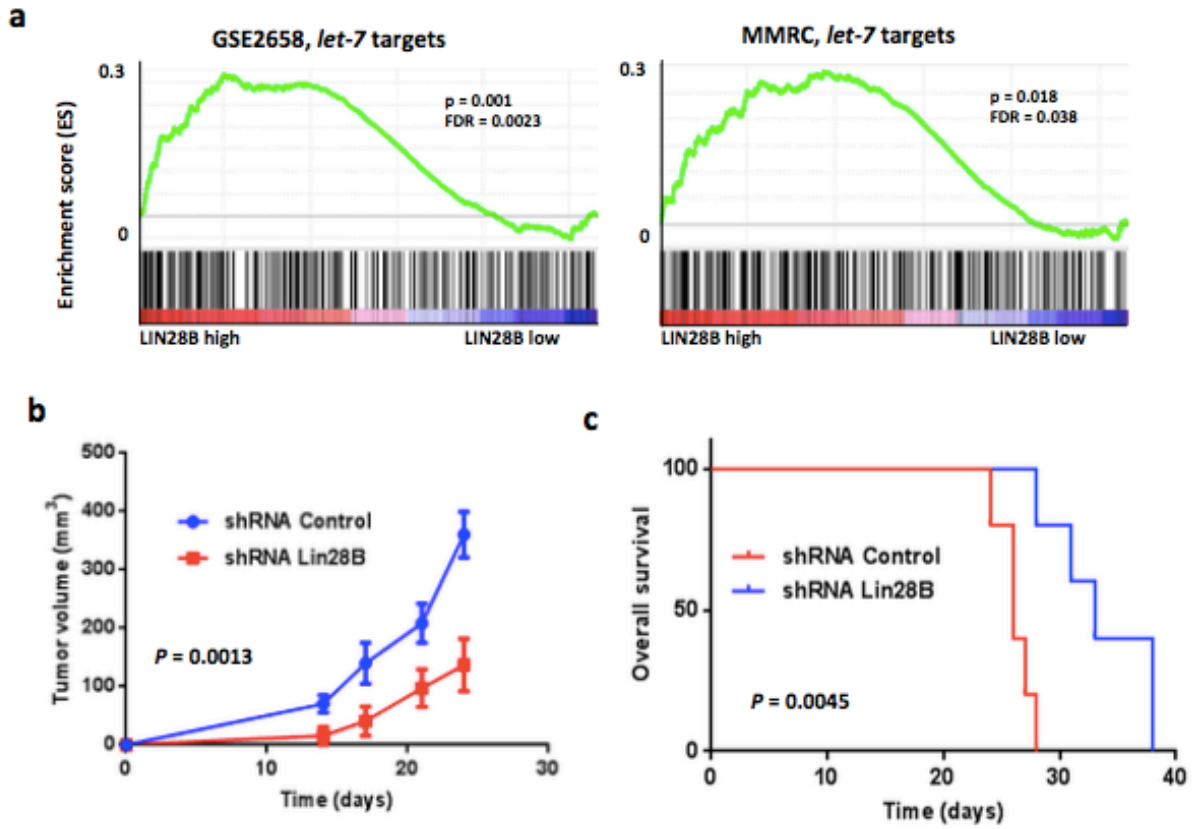 a
GSE2658, let-7 targets
MMRC, let-7 targets
Enrichment score (ES)
0.3
p = 0.001
FDR = 0.0023
0
LIN28B high
LIN28B low
0.3
p = 0.018
FDR = 0.038
0
LIN28B high
LIN28B low
b
Tumor volume (mm³)
500
400
300
200
100
0
shRNA Control
shRNA Lin28B
P = 0.0013
0
10
20
30
Time (days)
c
Overall survival
100
50
0
shRNA Control
shRNA Lin28B
P = 0.0045
0
10
20
30
40
Time (days)